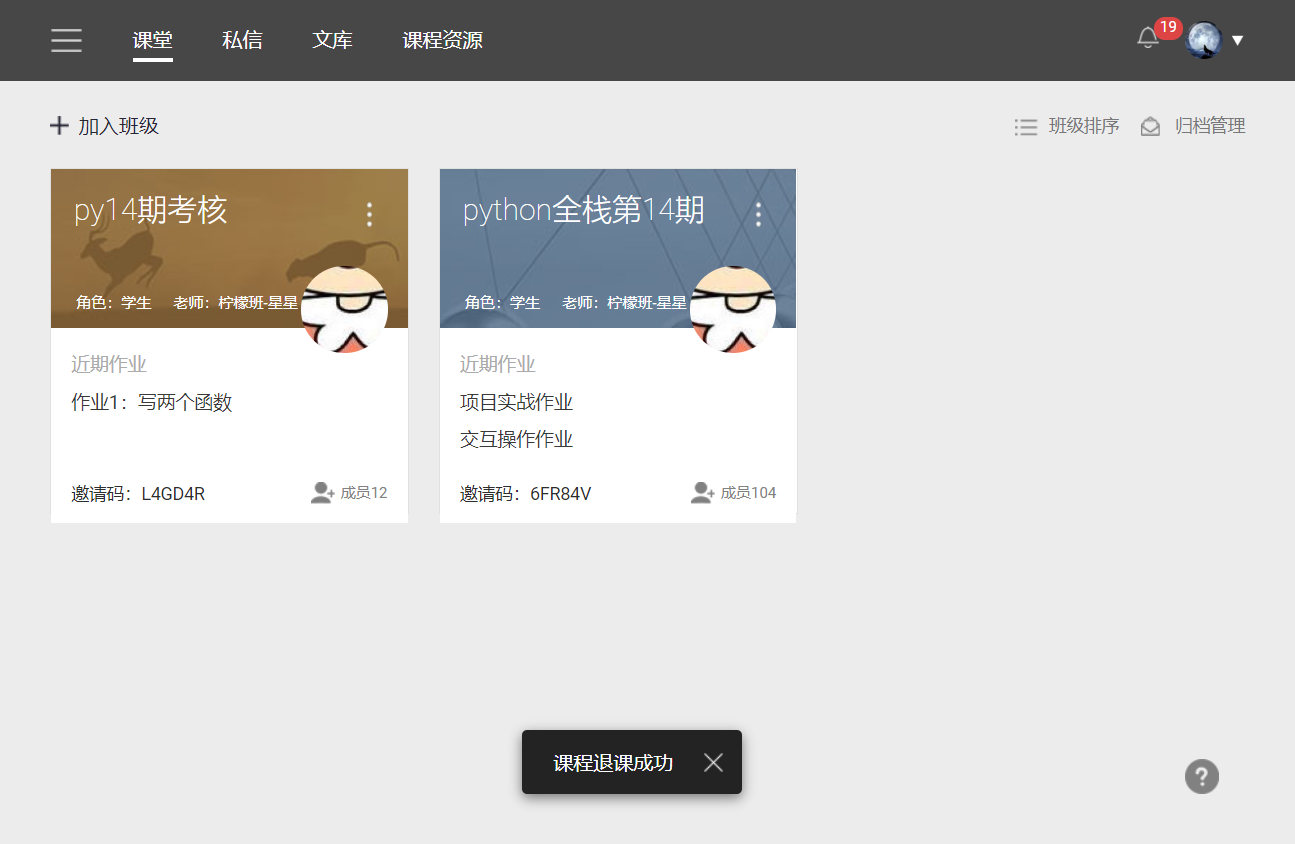 课堂 私信 文库 课程资源 19
加入班级 班级排序 归档管理
py14期考核
角色：学生 老师：柠檬班-星星
近期作业
作业1：写两个函数
邀请码：L4GD4R 成员12
python全栈第14期
角色：学生 老师：柠檬班-星星
近期作业
项目实战作业
交互操作作业
邀请码：6FR84V 成员104
课程退课成功
?